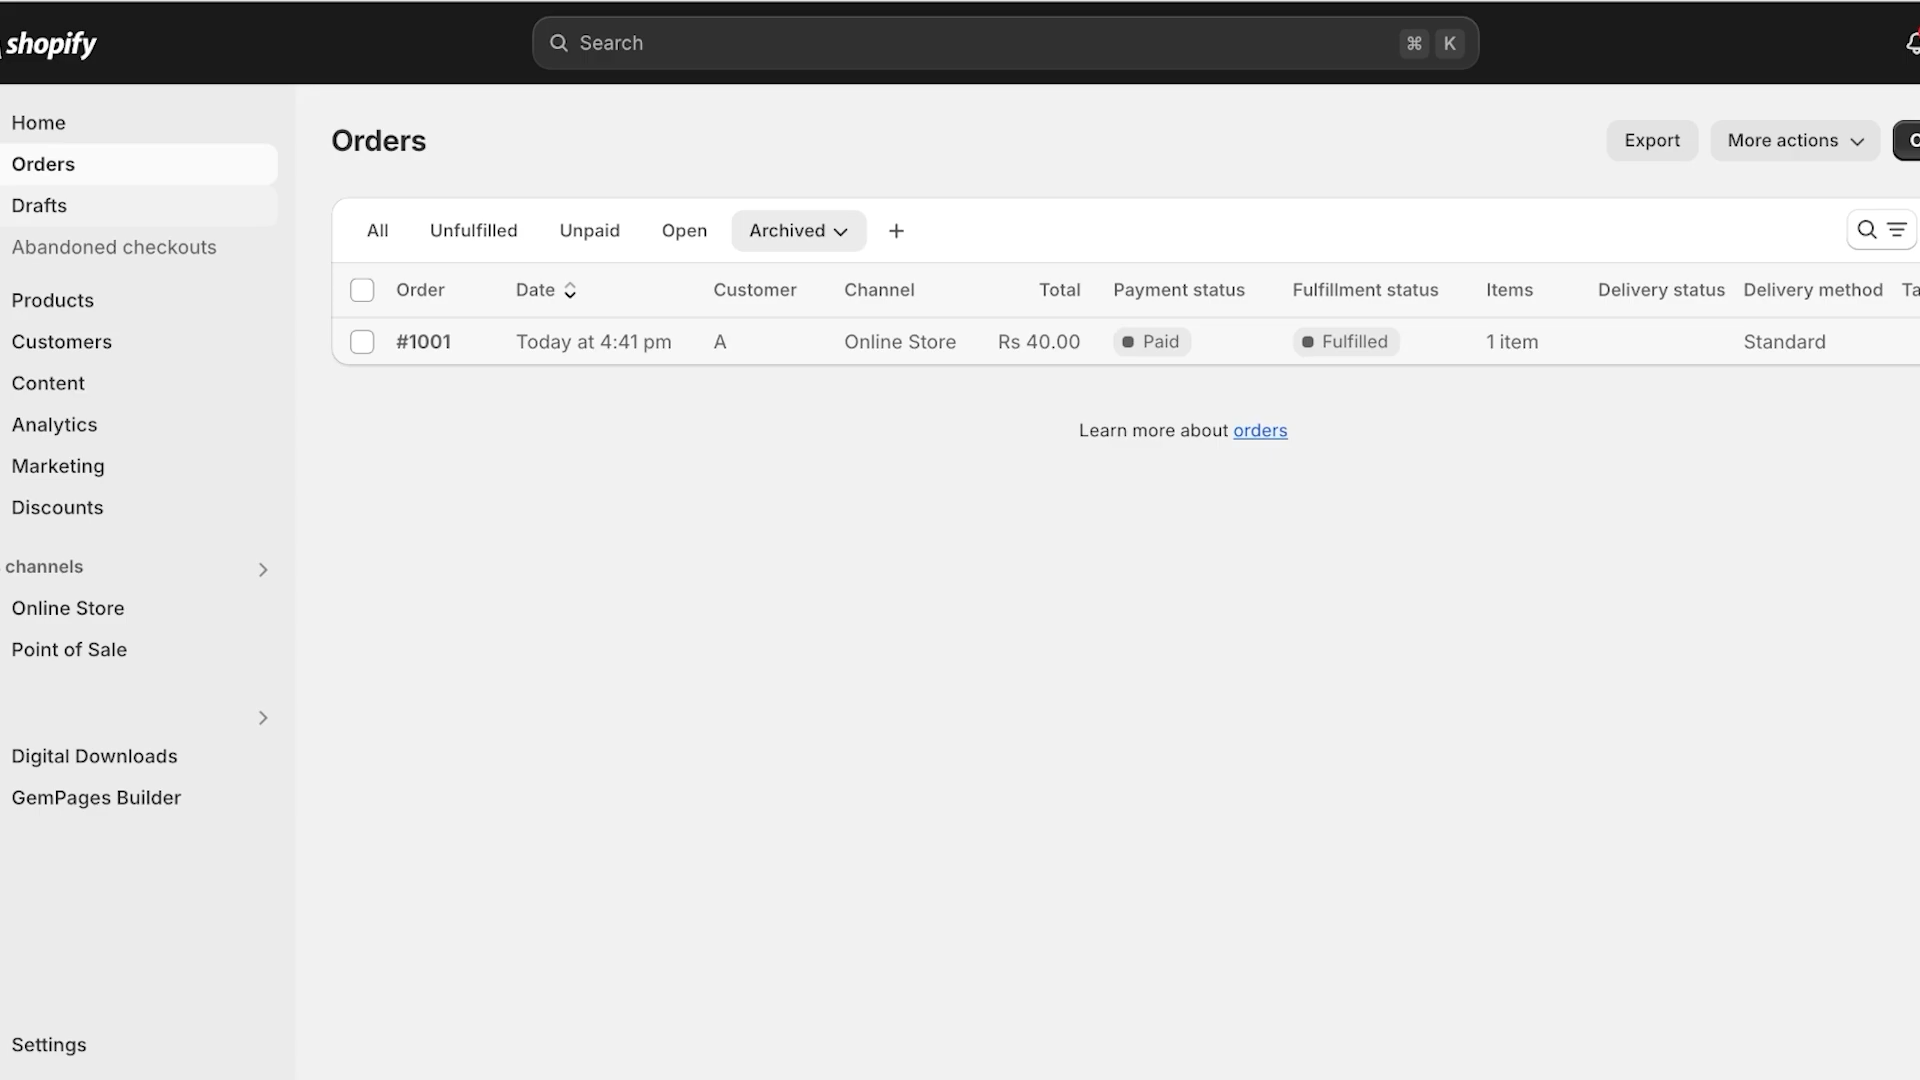 shopify
Search
⌘ K
Home
Orders
Drafts
Abandoned checkouts
Products
Customers
Content
Analytics
Marketing
Discounts
channels
Online Store
Point of Sale
Digital Downloads
GemPages Builder
Settings
Orders
Export
More actions
All Unfulfilled Unpaid Open Archived +
Order Date Customer Channel Total Payment status Fulfillment status Items Delivery status Delivery method
#1001 Today at 4:41 pm A Online Store Rs 40.00 Paid Fulfilled 1 item Standard
Learn more about orders